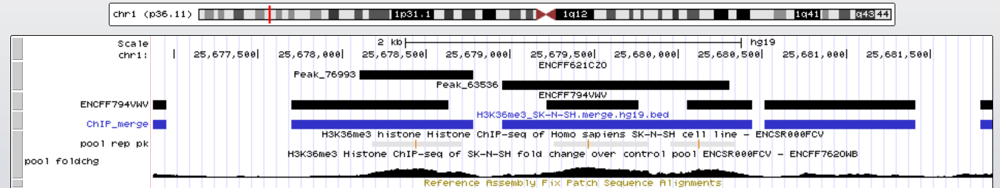 chr1 (p36.11) 1p31.1 1q12 1q41 q43 44
Scale 2 kb hg19
chr1: 25,677,500 25,678,000 25,678,500 25,679,000 25,679,500 25,680,000 25,680,500 25,681,000 25,681,500
ENCFF621CZO
Peak_76993
Peak_63536
ENCFF794VWV
ENCFF794VWV
H3K36me3_SK-N-SH.merge.hg19.bed
ChIP_merge
H3K36me3 histone Histone ChIP-seq of Homo sapiens SK-N-SH cell line - ENCSR000FCV
pool rep pk
H3K36me3 Histone ChIP-seq of SK-N-SH fold change over control pool ENCSR000FCV - ENCFF762OWB
pool foldchg
Reference Assembly Fix Patch Sequence Alignments